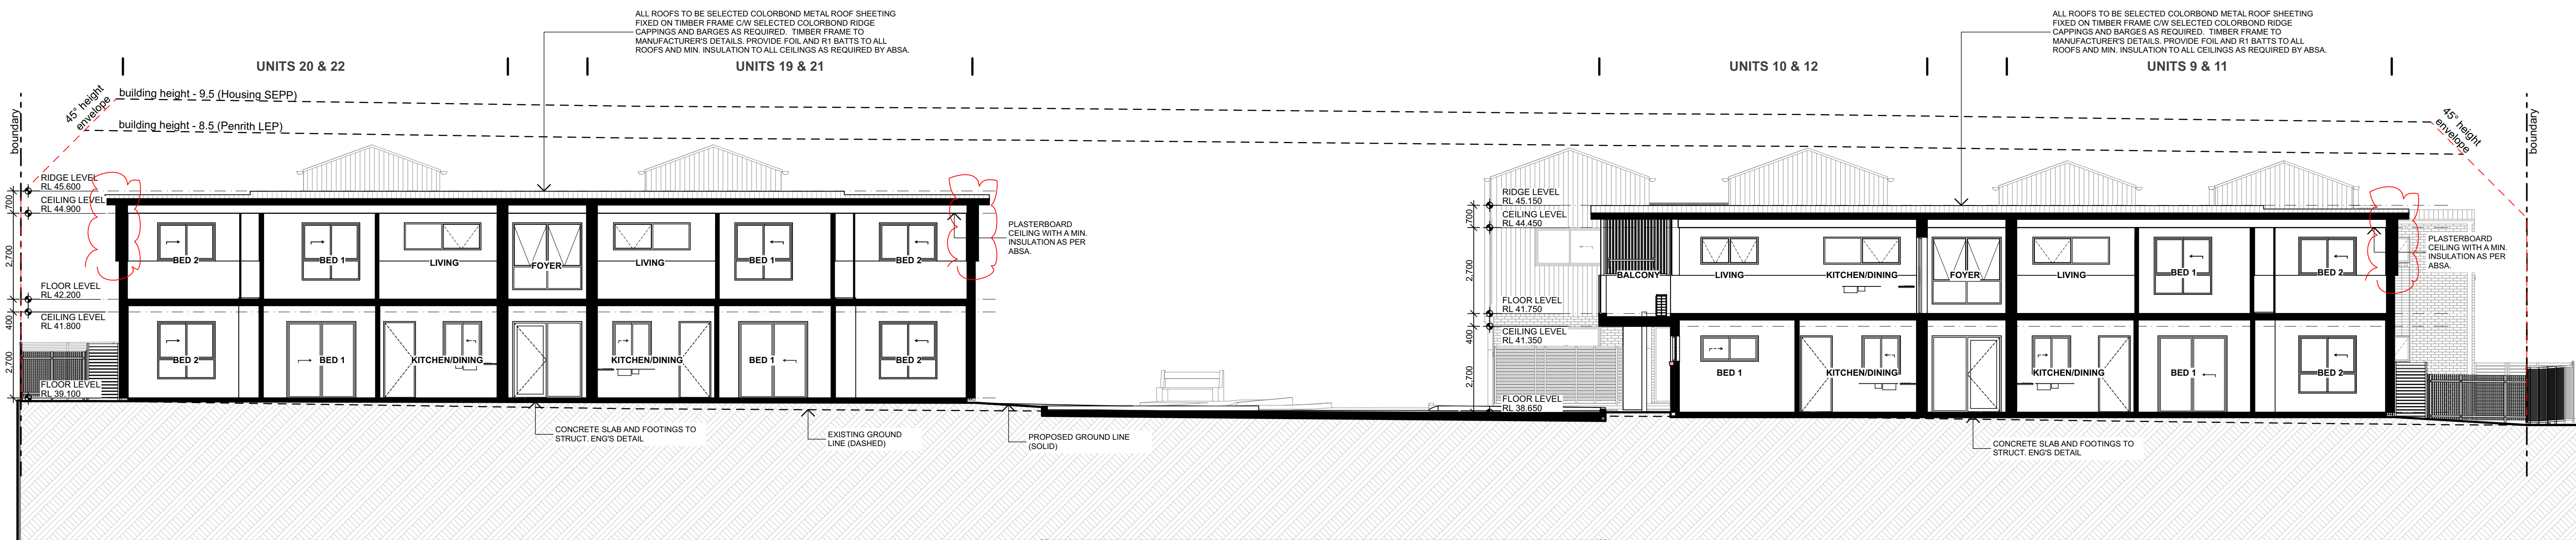 ALL ROOFS TO BE SELECTED COLORBOND METAL ROOF SHEETING
FIXED ON TIMBER FRAME C/W SELECTED COLORBOND RIDGE
CAPPINGS AND BARGES AS REQUIRED. TIMBER FRAME TO
MANUFACTURER'S DETAILS. PROVIDE FOIL AND R1 BATTS TO ALL
ROOFS AND MIN. INSULATION TO ALL CEILINGS AS REQUIRED BY ABSA.
ALL ROOFS TO BE SELECTED COLORBOND METAL ROOF SHEETING
FIXED ON TIMBER FRAME C/W SELECTED COLORBOND RIDGE
CAPPINGS AND BARGES AS REQUIRED. TIMBER FRAME TO
MANUFACTURER'S DETAILS. PROVIDE FOIL AND R1 BATTS TO ALL
ROOFS AND MIN. INSULATION TO ALL CEILINGS AS REQUIRED BY ABSA.
UNITS 20 & 22
UNITS 19 & 21
UNITS 10 & 12
UNITS 9 & 11
boundary
45° height
envelope
building height - 9.5 (Housing SEPP)
building height - 8.5 (Penrith LEP)
45° height
envelope
boundary
RIDGE LEVEL
RL 45.600
700
CEILING LEVEL
RL 44.900
2,700
FLOOR LEVEL
RL 42.200
400
CEILING LEVEL
RL 41.800
2,700
FLOOR LEVEL
RL 39.100
BED 2
BED 1
LIVING
FOYER
LIVING
BED 1
BED 2
BED 2
BED 1
KITCHEN/DINING
KITCHEN/DINING
BED 1
BED 2
PLASTERBOARD
CEILING WITH A MIN.
INSULATION AS PER
ABSA.
CONCRETE SLAB AND FOOTINGS TO
STRUCT. ENG'S DETAIL
EXISTING GROUND
LINE (DASHED)
PROPOSED GROUND LINE
(SOLID)
RIDGE LEVEL
RL 45.150
700
CEILING LEVEL
RL 44.450
2,700
FLOOR LEVEL
RL 41.750
400
CEILING LEVEL
RL 41.350
2,700
FLOOR LEVEL
RL 38.650
BALCONY
LIVING
KITCHEN/DINING
FOYER
LIVING
BED 1
BED 2
BED 1
KITCHEN/DINING
KITCHEN/DINING
BED 1
BED 2
PLASTERBOARD
CEILING WITH A MIN.
INSULATION AS PER
ABSA.
CONCRETE SLAB AND FOOTINGS TO
STRUCT. ENG'S DETAIL